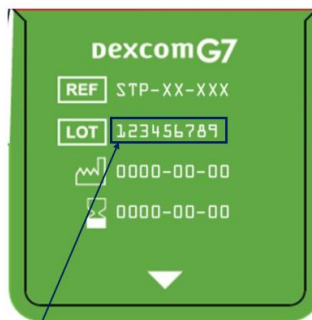 Dexcom G7
REF STP-XX-XXX
LOT 123456789
0000-00-00
0000-00-00